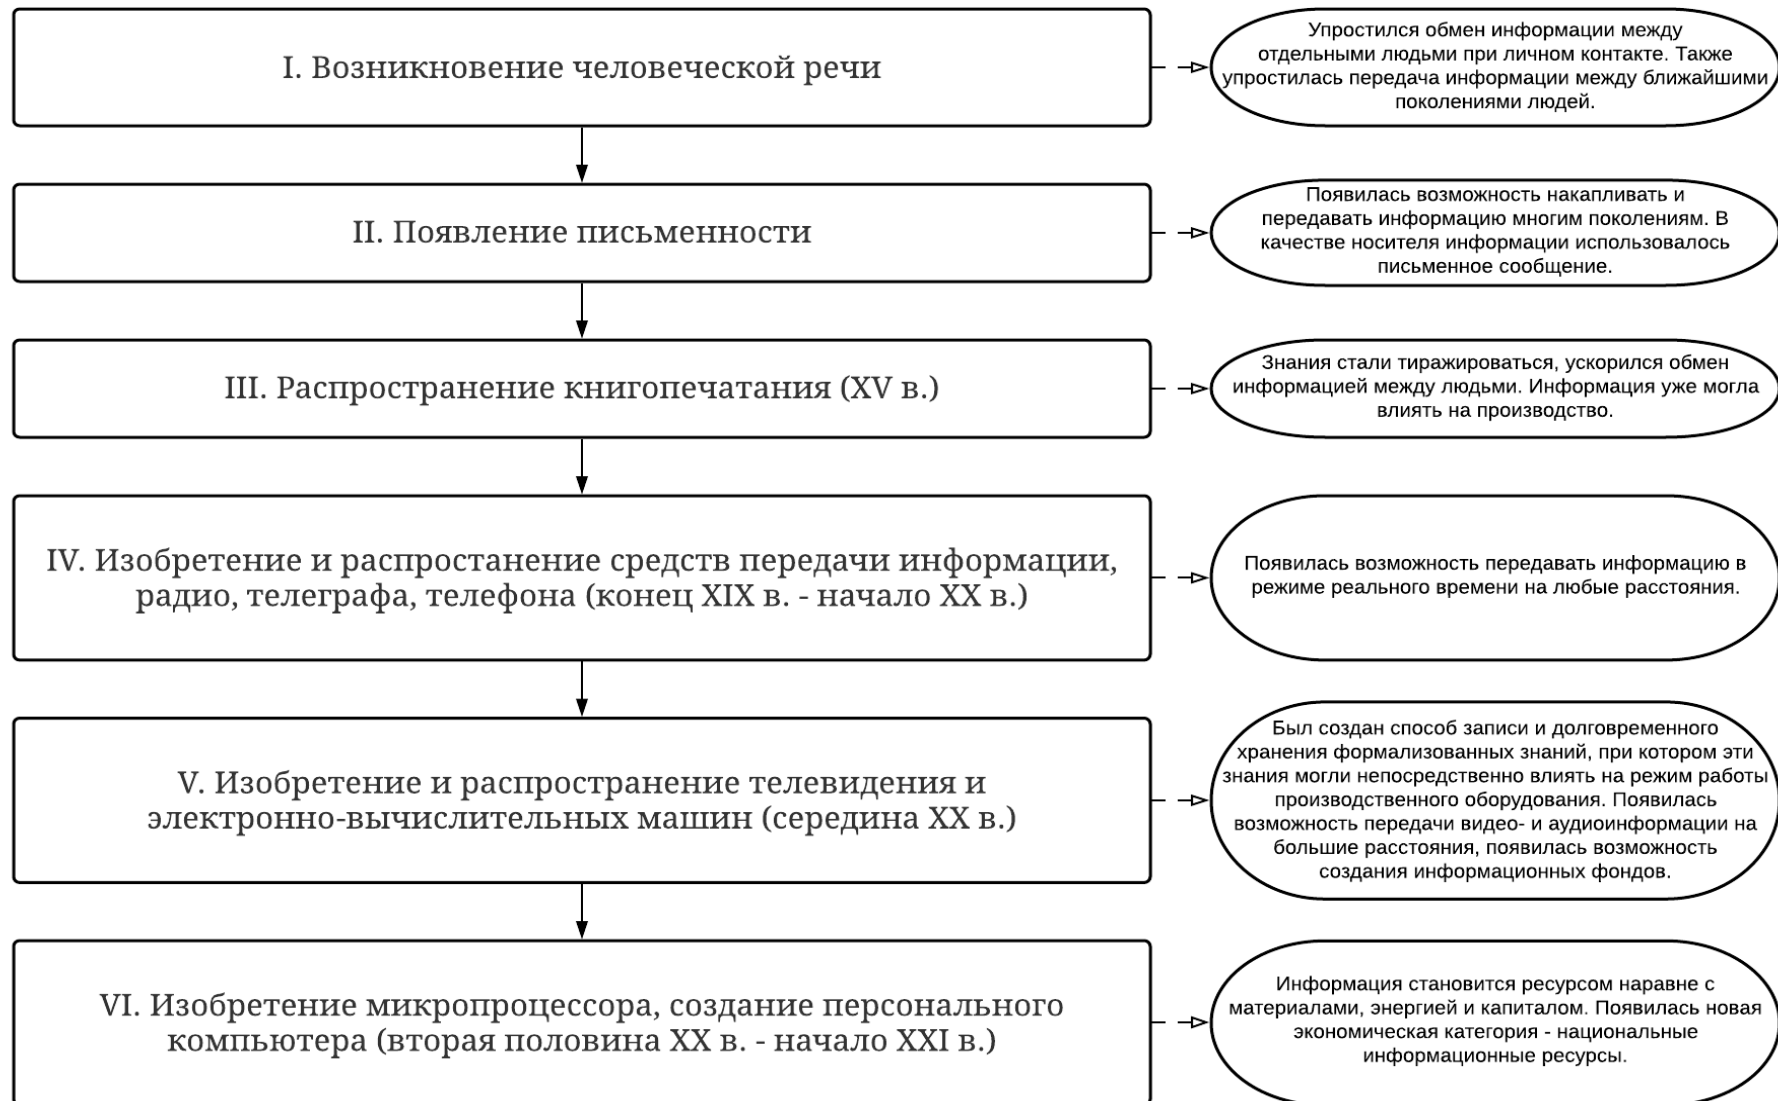 I. Возникновение человеческой речи
Упростился обмен информации между
отдельными людьми при личном контакте. Также
упростилась передача информации между ближайшими
поколениями людей.
II. Появление письменности
Появилась возможность накапливать и
передавать информацию многим поколениям. В
качестве носителя информации использовалось
письменное сообщение.
III. Распространение книгопечатания (XV в.)
Знания стали тиражироваться, ускорился обмен
информацией между людьми. Информация уже могла
влиять на производство.
IV. Изобретение и распростанение средств передачи информации,
радио, телеграфа, телефона (конец XIX в. - начало XX в.)
Появилась возможность передавать информацию в
режиме реального времени на любые расстояния.
V. Изобретение и распространение телевидения и
электронно-вычислительных машин (середина XX в.)
Был создан способ записи и долговременного
хранения формализованных знаний, при котором эти
знания могли непосредственно влиять на режим работы
производственного оборудования. Появилась
возможность передачи видео- и аудиоинформации на
большие расстояния, появилась возможность
создания информационных фондов.
VI. Изобретение микропроцессора, создание персонального
компьютера (вторая половина XX в. - начало XXI в.)
Информация становится ресурсом наравне с
материалами, энергией и капиталом. Появилась новая
экономическая категория - национальные
информационные ресурсы.